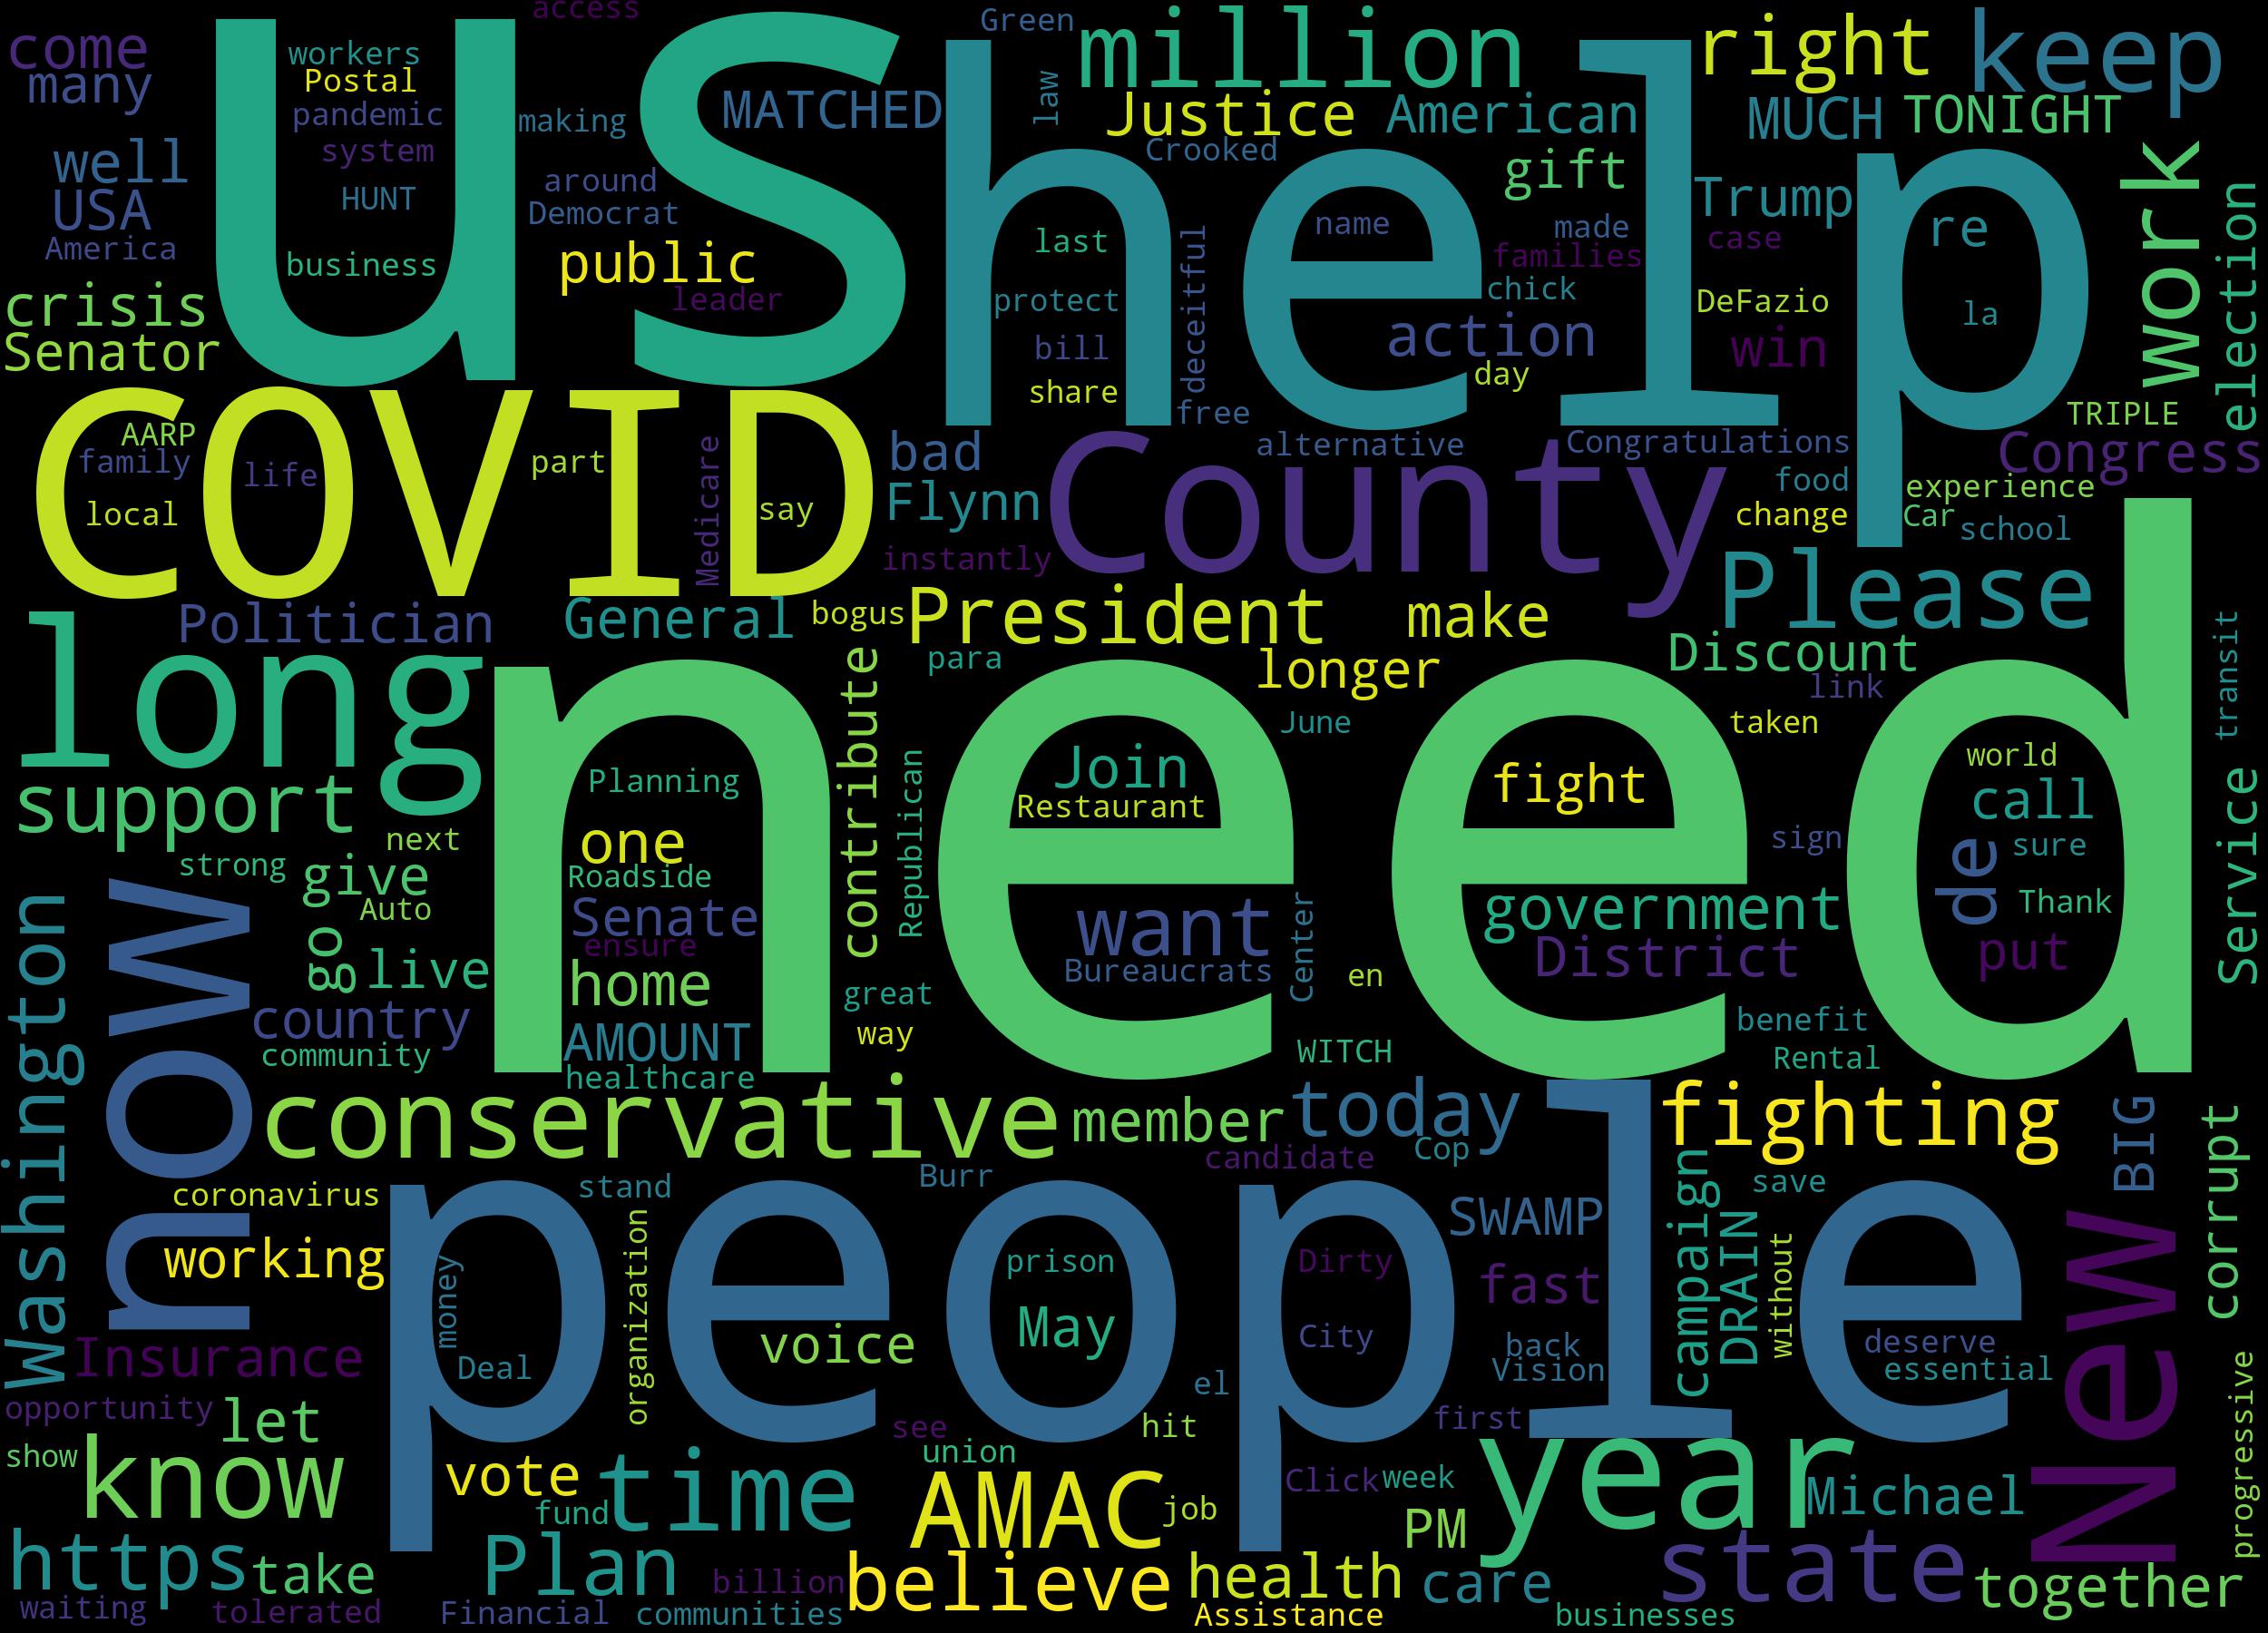 access
Green
million
right
keep
come
workers
us
help
many
Postal
MATCHED
law
Justice
American
MUCH
TONIGHT
pandemic
making
Crooked
well
system
gift
work
USA
HUNT
around
Democrat
name
made
Trump
re
election
America
business
public
last
deceitful
families
case
crisis
leader
protect
chick
DeFazio
la
Senator
bill
action
win
share
day
free
TRIPLE
COVID
AARP
family
life
part
Medicare
say
bad
County
alternative
Congratulations
Congress
local
Flynn
food
experience
change
Car
school
instantly
Please
Politician
General
bogus
President
make
Discount
transit
long
need
contribute
para
longer
link
June
taken
support
Planning
Republican
Join
Restaurant
fight
world
call
Service
next
one
sign
sure
strong
give
Roadside
de
Auto
Senate
want
government
Thank
Washington
now
go
live
ensure
home
Bureaucrats
Center
en
District
put
country
great
community
AMOUNT
way
WITCH
benefit
Rental
healthcare
conservative
member
today
fighting
BIG
corrupt
Cop
candidate
coronavirus
stand
Burr
people
campaign
save
working
money
organization
prison
Dirty
SWAMP
DRAIN
without
New
fast
May
City
voice
back
deserve
Insurance
Deal
Vision
essential
el
opportunity
let
see
hit
first
progressive
show
know
vote
time
union
AMAC
Click
week
year
Michael
fund
job
PM
https
take
Plan
billion
believe
health
care
state
together
waiting
tolerated
Financial
communities
Assistance
businesses